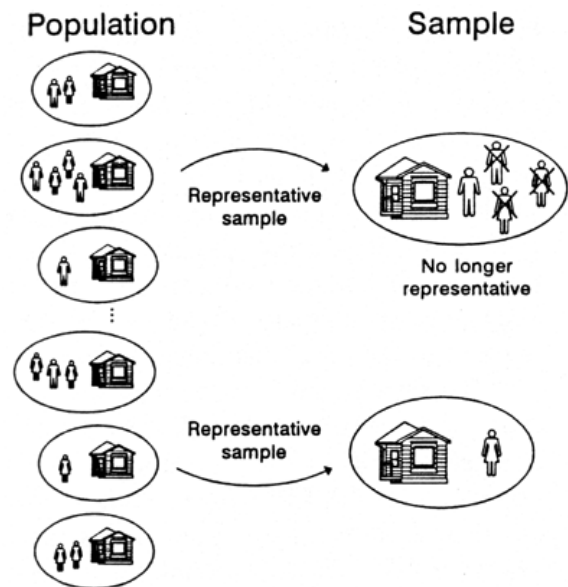 Population
Sample
Representative
sample
No longer
representative
Representative
sample